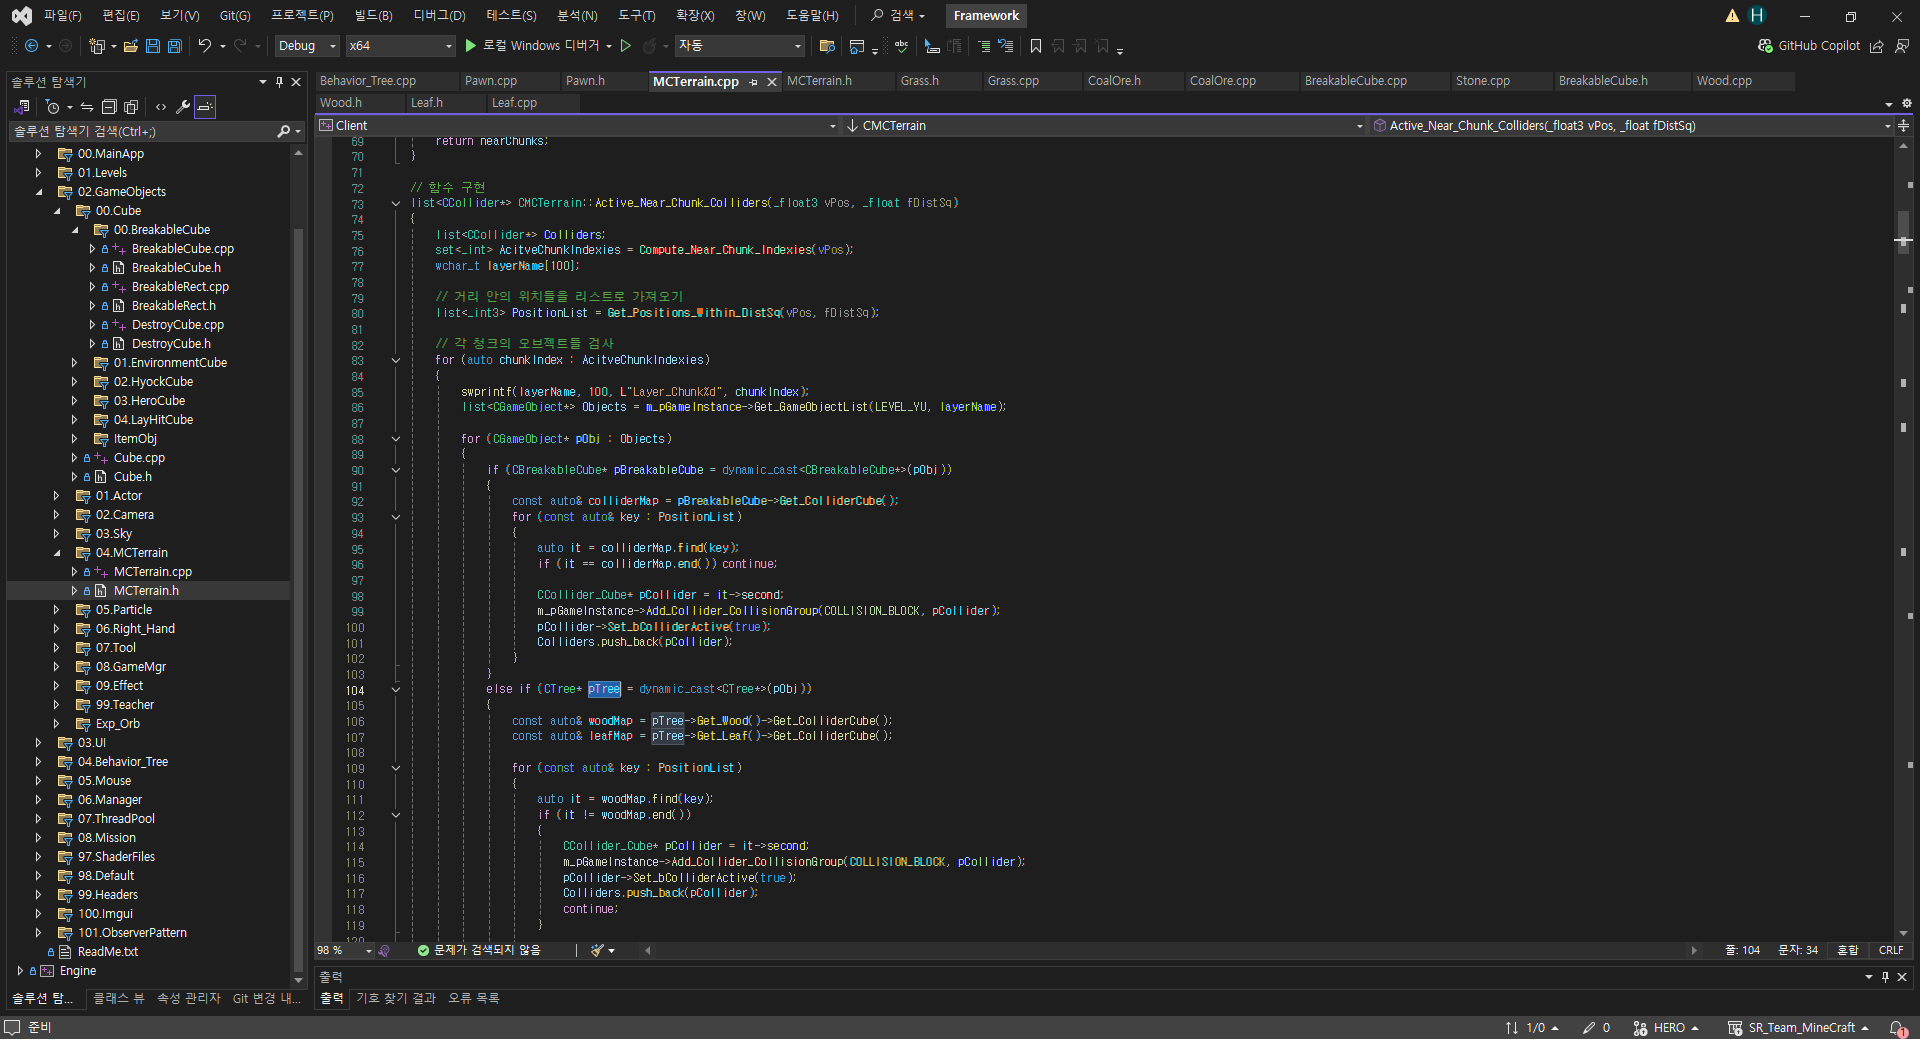 파일(F) 편집(E) 보기(V) Git(G) 프로젝트(P) 빌드(B) 디버그(D) 테스트(S) 분석(N) 도구(T) 확장(X) 창(W) 도움말(H) 검색 Framework H
Debug x64 로컬 Windows 디버거 자동 GitHub Copilot
솔루션 탐색기
솔루션 탐색기 검색(Ctrl+;)
00.MainApp
01.Levels
02.GameObjects
00.Cube
00.BreakableCube
BreakableCube.cpp
BreakableCube.h
BreakableRect.cpp
BreakableRect.h
DestroyCube.cpp
DestroyCube.h
01.EnvironmentCube
02.HyockCube
03.HeroCube
04.LayHitCube
ItemObj
Cube.cpp
Cube.h
01.Actor
02.Camera
03.Sky
04.MCTerrain
MCTerrain.cpp
MCTerrain.h
05.Particle
06.Right_Hand
07.Tool
08.GameMgr
09.Effect
99.Teacher
Exp_Orb
03.UI
04.Behavior_Tree
05.Mouse
06.Manager
07.ThreadPool
08.Mission
97.ShaderFiles
98.Default
99.Headers
100.Imgui
101.ObserverPattern
ReadMe.txt
Engine
솔루션 탐... 클래스 뷰 속성 관리자 Git 변경 내...
Behavior_Tree.cpp Pawn.cpp Pawn.h MCTerrain.cpp MCTerrain.h Grass.h Grass.cpp CoalOre.h CoalOre.cpp BreakableCube.cpp Stone.cpp BreakableCube.h Wood.cpp
Wood.h Leaf.h Leaf.cpp
Client CMCTerrain Active_Near_Chunk_Colliders(_float3 vPos, _float fDistSq)
69 return nearChunks;
70 }
71
72 // 함수 구현
73 list<CCollider*> CMCTerrain::Active_Near_Chunk_Colliders(_float3 vPos, _float fDistSq)
74 {
75 list<CCollider*> Colliders;
76 set<_int> AcitveChunkIndexies = Compute_Near_Chunk_Indexies(vPos);
77 wchar_t layerName[100];
78
79 // 거리 안의 위치들을 리스트로 가져오기
80 list<_int3> PositionList = Get_Positions_Within_DistSq(vPos, fDistSq);
81
82 // 각 청크의 오브젝트들 검사
83 for (auto chunkIndex : AcitveChunkIndexies)
84 {
85 swprintf(layerName, 100, L"Layer_Chunk%d", chunkIndex);
86 list<CGameObject*> Objects = m_pGameInstance->Get_GameObjectList(LEVEL_YU, layerName);
87
88 for (CGameObject* pObj : Objects)
89 {
90 if (CBreakableCube* pBreakableCube = dynamic_cast<CBreakableCube*>(pObj))
91 {
92 const auto& colliderMap = pBreakableCube->Get_ColliderCube();
93 for (const auto& key : PositionList)
94 {
95 auto it = colliderMap.find(key);
96 if (it == colliderMap.end()) continue;
97
98 CCollider_Cube* pCollider = it->second;
99 m_pGameInstance->Add_Collider_CollisionGroup(COLLISION_BLOCK, pCollider);
100 pCollider->Set_bColliderActive(true);
101 Colliders.push_back(pCollider);
102 }
103 }
104 else if (CTree* pTree = dynamic_cast<CTree*>(pObj))
105 {
106 const auto& woodMap = pTree->Get_Wood()->Get_ColliderCube();
107 const auto& leafMap = pTree->Get_Leaf()->Get_ColliderCube();
108
109 for (const auto& key : PositionList)
110 {
111 auto it = woodMap.find(key);
112 if (it != woodMap.end())
113 {
114 CCollider_Cube* pCollider = it->second;
115 m_pGameInstance->Add_Collider_CollisionGroup(COLLISION_BLOCK, pCollider);
116 pCollider->Set_bColliderActive(true);
117 Colliders.push_back(pCollider);
118 continue;
119 }
120
98 % 문제가 검색되지 않음 줄: 104 문자: 34 혼합 CRLF
출력
출력 기호 찾기 결과 오류 목록
준비 1/0 0 HERO SR_Team_MineCraft 1